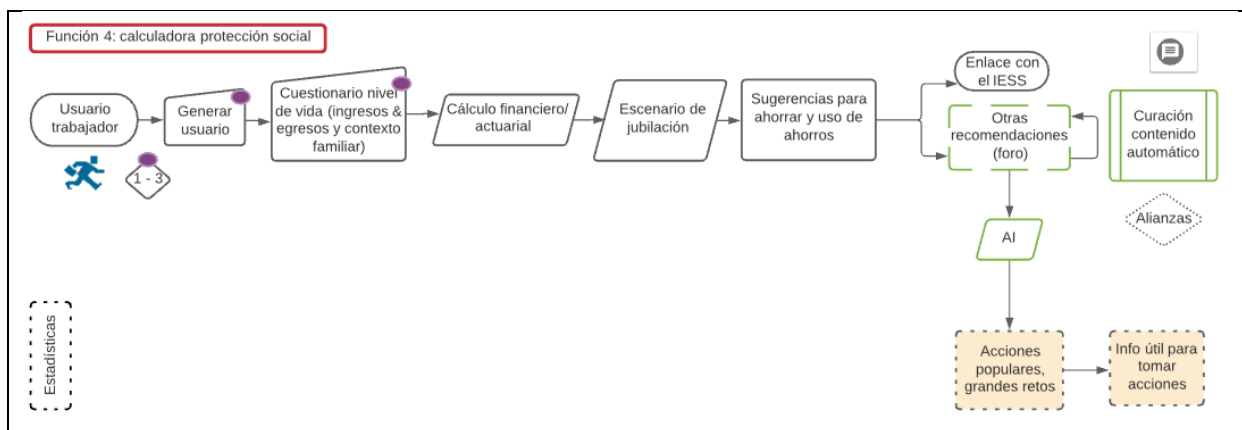 Función 4: calculadora protección social
Usuario
trabajador
1 - 3
Generar
usuario
Cuestionario nivel
de vida (ingresos &
egresos y contexto
familiar)
Cálculo financiero/
actuarial
Escenario de
jubilación
Sugerencias para
ahorrar y uso de
ahorros
Enlace con
el IESS
Otras
recomendaciones
(foro)
Curación
contenido
automático
Alianzas
AI
Estadísticas
Acciones
populares,
grandes retos
Info útil para
tomar
acciones